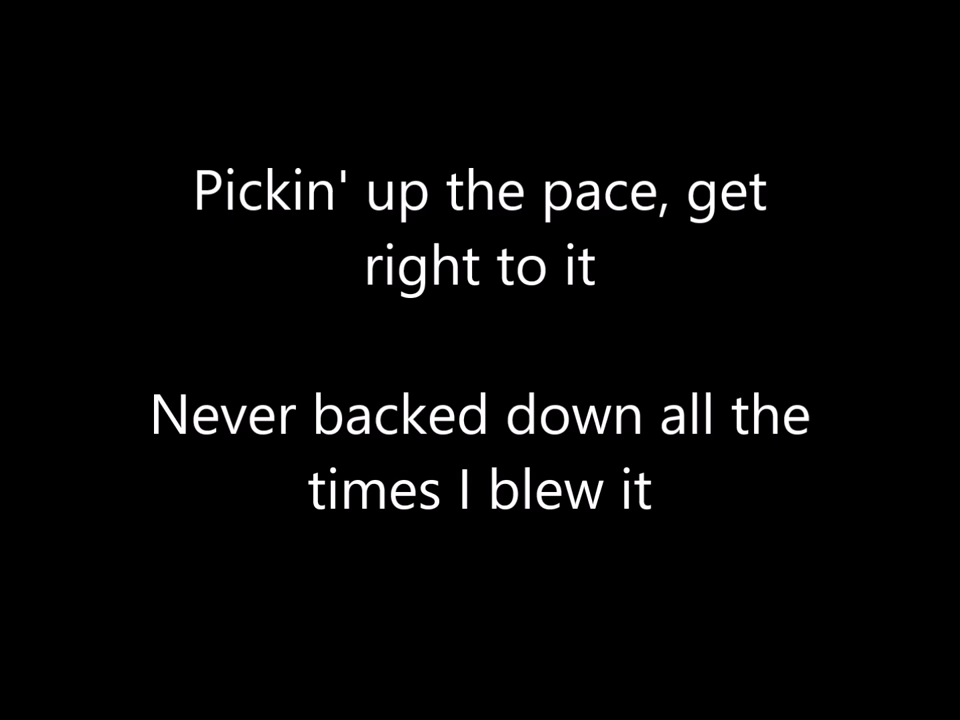 Pickin' up the pace, get
right to it
Never backed down all the
times I blew it